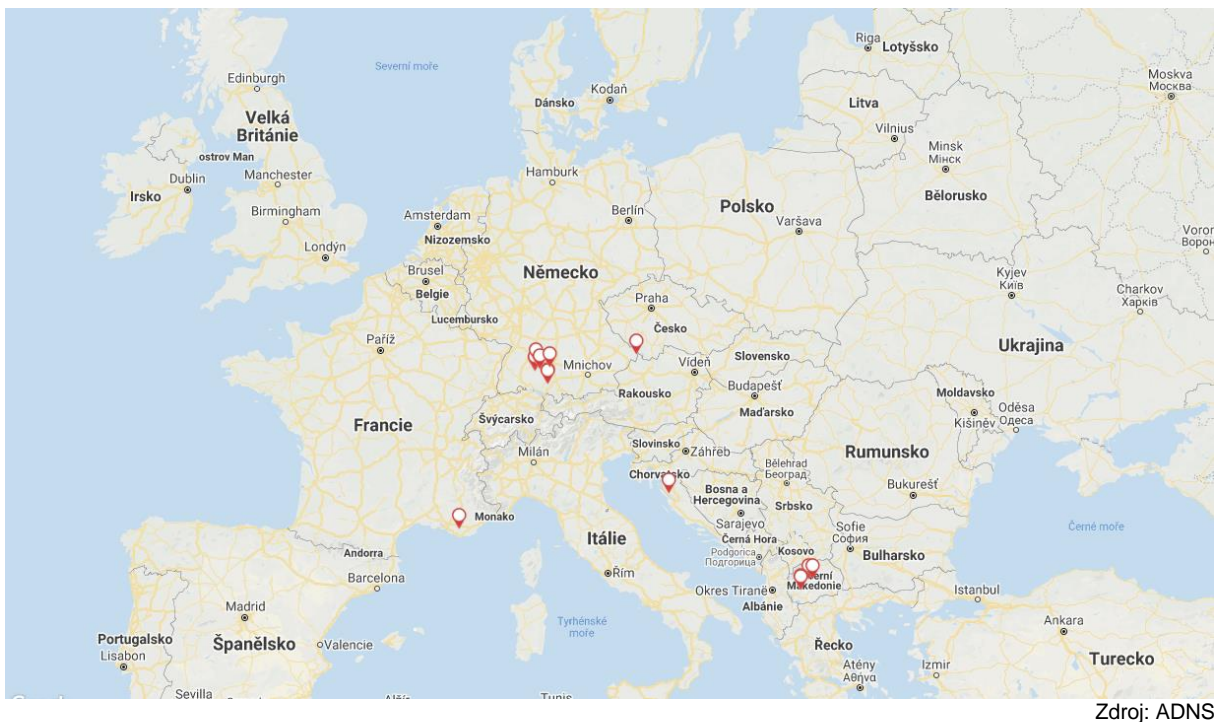 Riga
Lotyšsko
Moskva
Москва
Edinburgh
Severní moře
Kodaň
Dánsko
Litva
Vilnius
Velká
Británie
Minsk
Мінск
ostrov Man
Dublin
Manchester
Hamburk
Bělorusko
Irsko
Birmingham
Amsterdam
Berlín
Polsko
Varšava
Nizozemsko
Voron
Ворон
Londýn
Brusel
Německo
Kyjev
Київ
Belgie
Praha
Charkov
Харків
Lucembursko
Česko
Paříž
Ukrajina
Mnichov
Vídeň
Slovensko
Rakousko
Budapešť
Moldavsko
Maďarsko
Oděsa
Одеса
Francie
Švýcarsko
Kišiněv
Milán
Slovinsko
Záhřeb
Rumunsko
Chorvatsko
Bělehrad
Београд
Bosna a
Hercegovina
Bukurešť
Srbsko
Monako
Sarajevo
Sofie
София
Itálie
Černá Hora
Černé moře
Andorra
Podgorica
Подгорица
Kosovo
Bulharsko
Řím
Barcelona
Makedonie
Okres Tiranë
Istanbul
Albánie
Madrid
Tyrhénské
moře
Ankara
Portugalsko
Španělsko
Valencie
Řecko
Lisabon
Turecko
Atény
Αθήνα
Izmir
Sevilla
Alžír
Tunis
Zdroj: ADNS